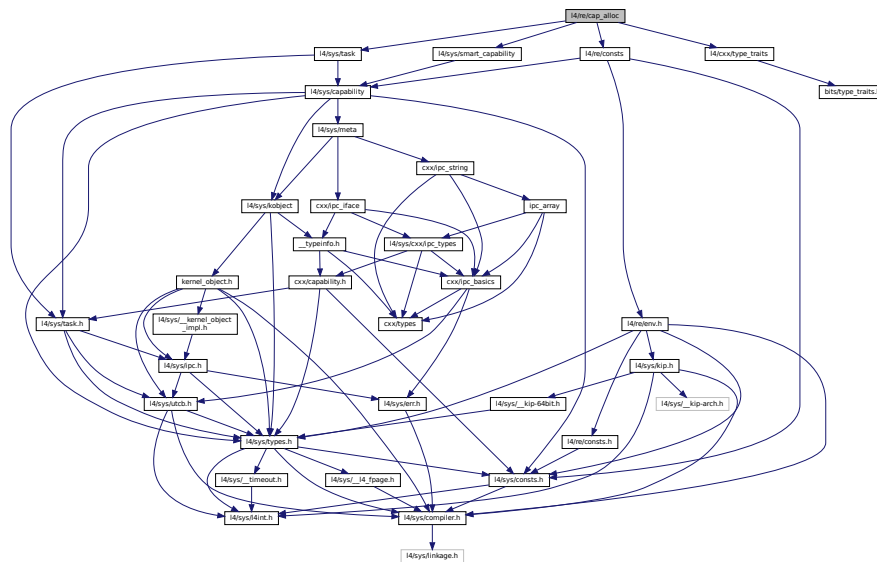 l4/re/cap_alloc
l4/sys/task
l4/sys/smart_capability
l4/re/consts
l4/cxx/type_traits
l4/sys/capability
bits/type_traits.
l4/sys/meta
cxx/ipc_string
l4/sys/kobject
cxx/ipc_iface
ipc_array
__typeinfo.h
l4/sys/cxx/ipc_types
kernel_object.h
cxx/capability.h
cxx/ipc_basics
l4/sys/task.h
l4/sys/__kernel_object
_impl.h
cxx/types
l4/re/env.h
l4/sys/ipc.h
l4/sys/kip.h
l4/sys/utcb.h
l4/sys/err.h
l4/sys/__kip-64bit.h
l4/sys/__kip-arch.h
l4/sys/types.h
l4/re/consts.h
l4/sys/__timeout.h
l4/sys/__l4_fpage.h
l4/sys/consts.h
l4/sys/l4int.h
l4/sys/compiler.h
l4/sys/linkage.h